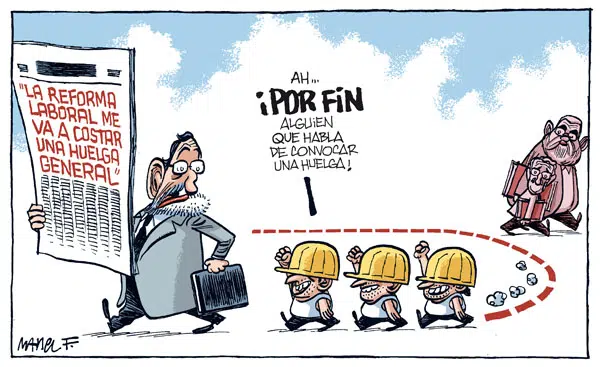 "LA REFORMA
LABORAL ME
VA A COSTAR
UNA HUELGA
GENERAL"
AH...
¡POR FIN
ALGUIEN
QUE HABLA
DE CONVOCAR
UNA HUELGA!
MANEL F.